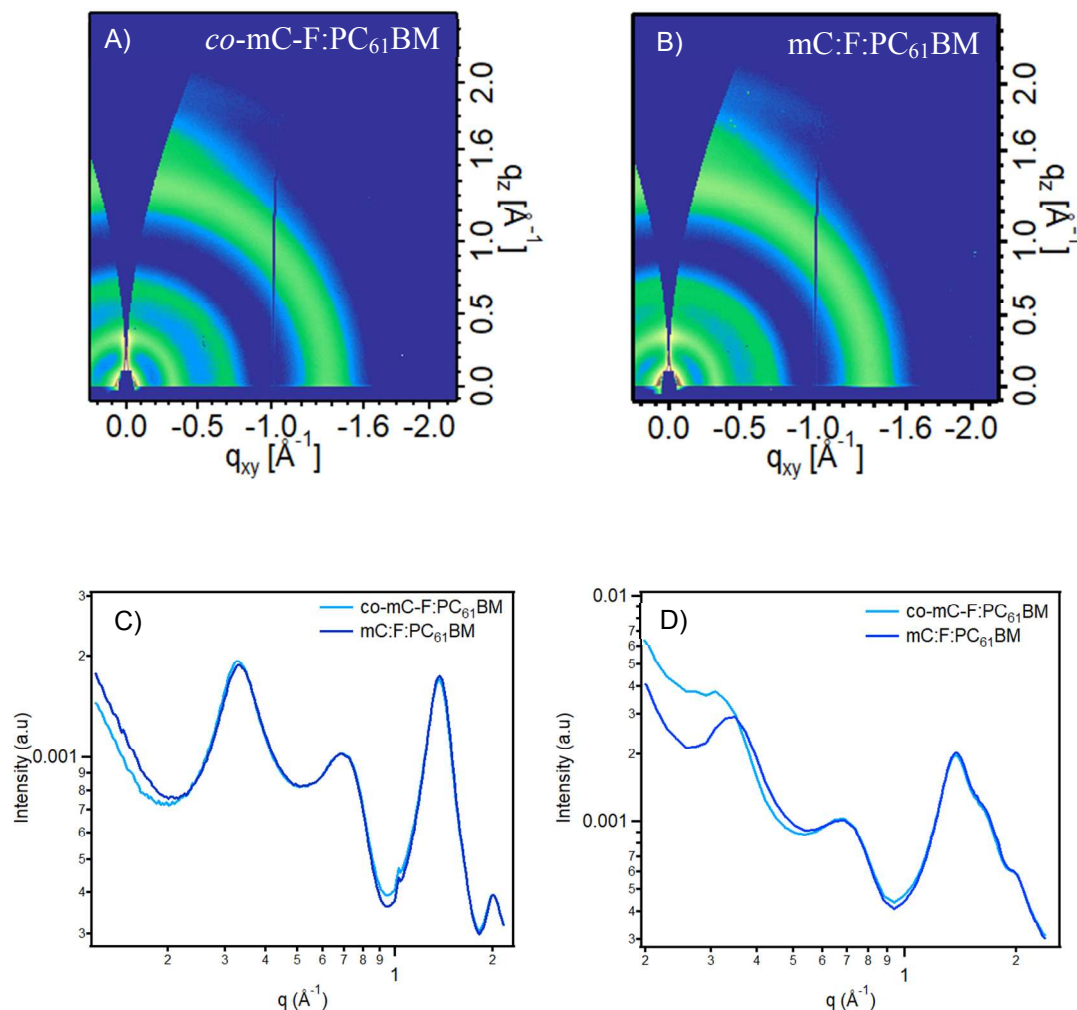 A) co-mC-F:PC₆₁BM
2.0
1.6
1.0
0.5
0.0
q_z [Å⁻¹]
0.0 -0.5 -1.0 -1.6 -2.0
q_xy [Å⁻¹]
B) mC:F:PC₆₁BM
2.0
1.6
1.0
0.5
0.0
q_z [Å⁻¹]
0.0 -0.5 -1.0 -1.6 -2.0
q_xy [Å⁻¹]
C)
co-mC-F:PC₆₁BM
mC:F:PC₆₁BM
3
2
0.001
9
8
7
6
5
4
3
Intensity (a.u)
2 3 4 5 6 7 8 9 1 2
q (Å⁻¹)
D)
co-mC-F:PC₆₁BM
mC:F:PC₆₁BM
0.01
7
6
5
4
3
2
0.001
7
6
5
4
3
Intensity (a.u)
2 3 4 5 6 7 8 9 1 2
q (Å⁻¹)